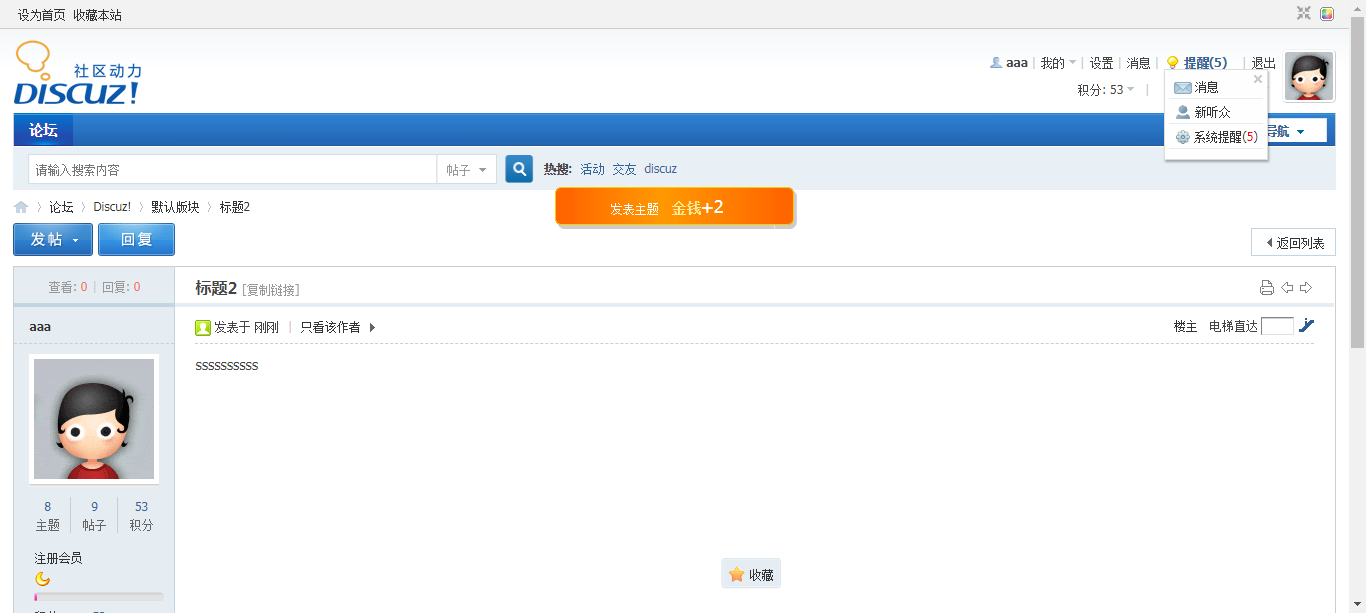 设为首页 收藏本站
社区动力
DISCUZ!
aaa 我的 设置 消息 提醒(5) 退出
积分: 53
消息
新听众
系统提醒(5)
论坛
导航
请输入搜索内容 帖子 热搜: 活动 交友 discuz
发表主题 金钱+2
论坛 Discuz! 默认版块 标题2
发帖 回复 返回列表
查看: 0 回复: 0
标题2 [复制链接]
aaa
发表于 刚刚 只看该作者 楼主 电梯直达
ssssssssss
8 9 53
主题 帖子 积分
注册会员
收藏